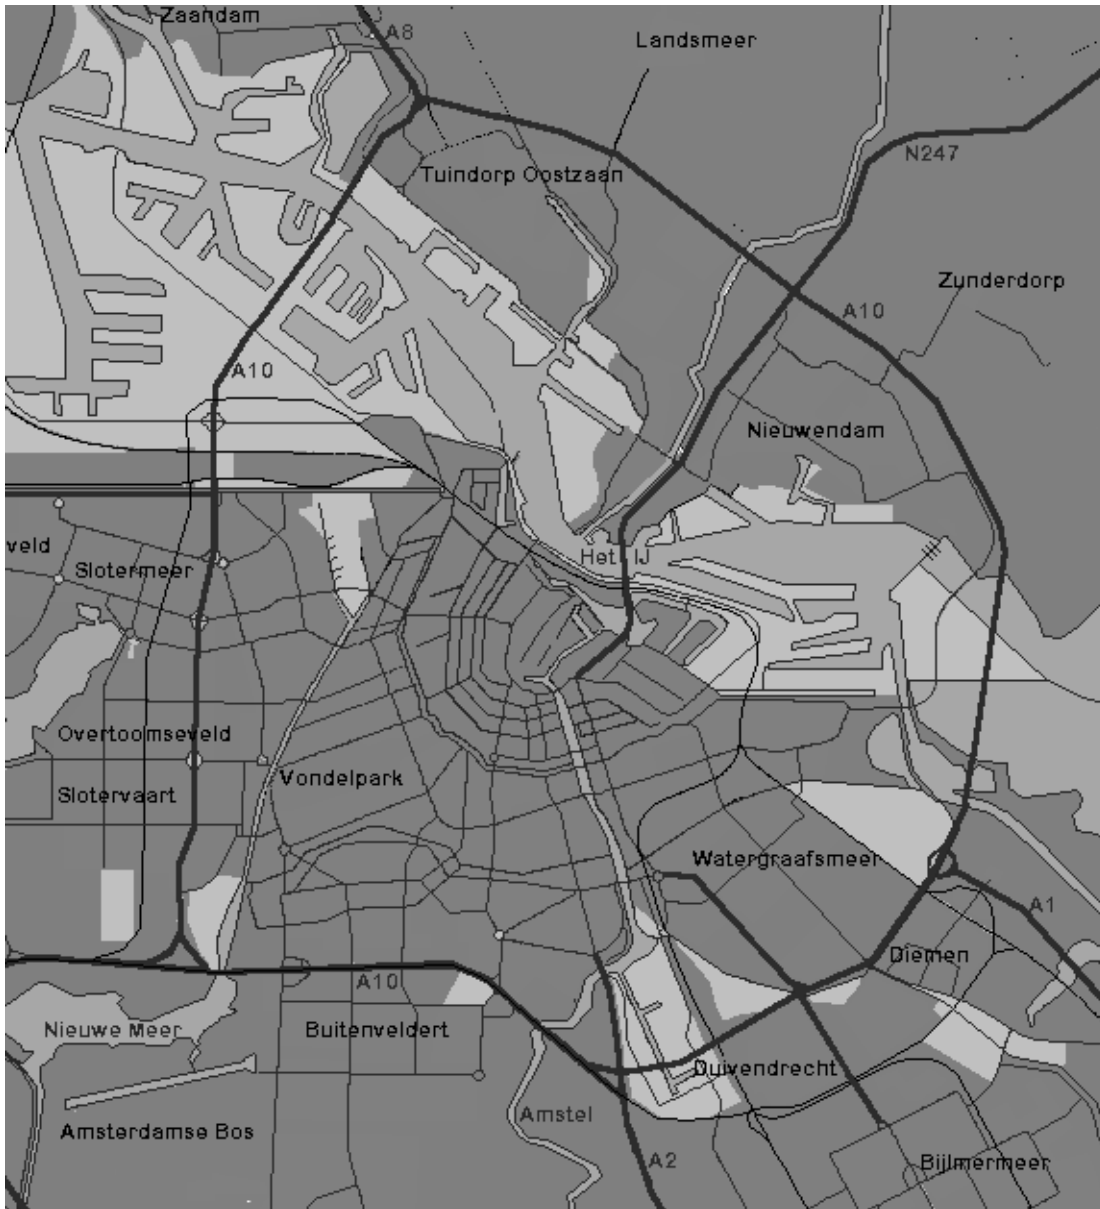 Zaandam
A8
Landsmeer
N247
Tuindorp Oostzaan
Zunderdorp
A10
A10
Nieuwendam
veld
Slotermeer
Het IJ
Overtoomseveld
Slotervaart
Vondelpark
Watergraafsmeer
A1
Diemen
A10
Nieuwe Meer
Buitenveldert
Duivendrecht
Amstel
Amsterdamse Bos
A2
Bijlmermeer